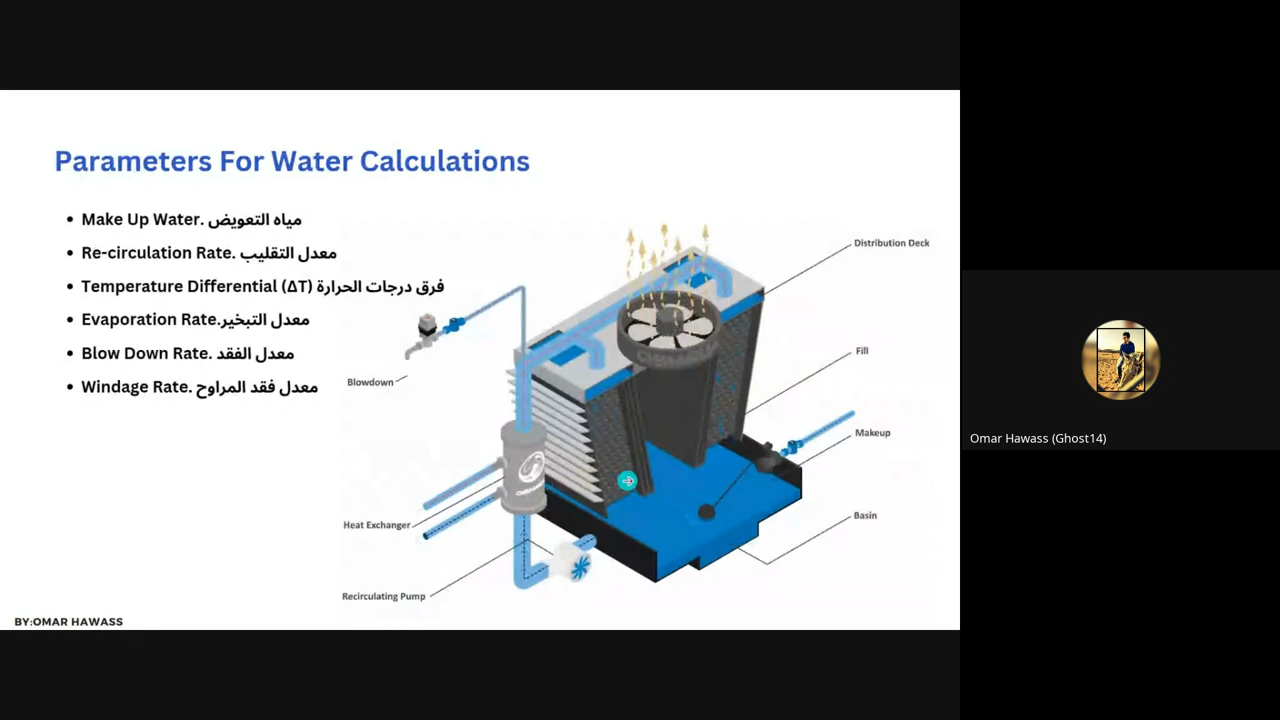 Parameters For Water Calculations
Make Up Water. مياه التعويض
Re-circulation Rate. معدل التقليب
Temperature Differential (ΔT) فرق درجات الحرارة
Evaporation Rate.معدل التبخير
Blow Down Rate. معدل الفقد
Windage Rate. معدل فقد المراوح
Distribution Deck
Fill
Blowdown
Makeup
Heat Exchanger
Basin
Recirculating Pump
BY:OMAR HAWASS
Omar Hawass (Ghost14)